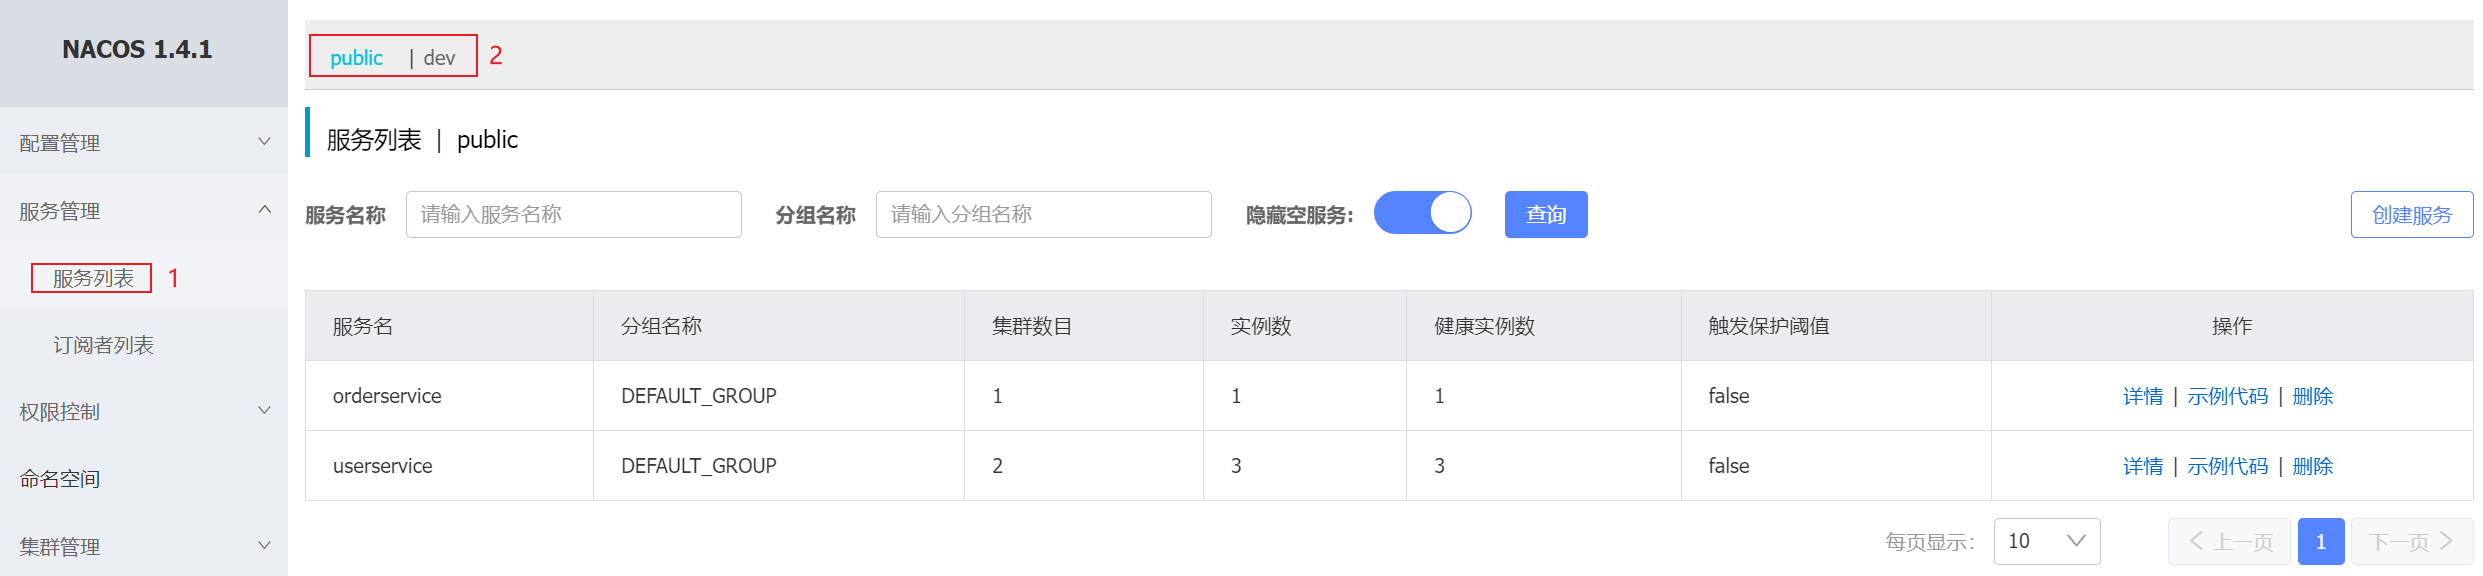 NACOS 1.4.1
public | dev 2
配置管理
服务管理
服务列表 1
订阅者列表
权限控制
命名空间
集群管理
服务列表 | public
服务名称 请输入服务名称 分组名称 请输入分组名称 隐藏空服务: 查询 创建服务
服务名 分组名称 集群数目 实例数 健康实例数 触发保护阈值 操作
orderservice DEFAULT_GROUP 1 1 1 false 详情 | 示例代码 | 删除
userservice DEFAULT_GROUP 2 3 3 false 详情 | 示例代码 | 删除
每页显示: 10 上一页 1 下一页